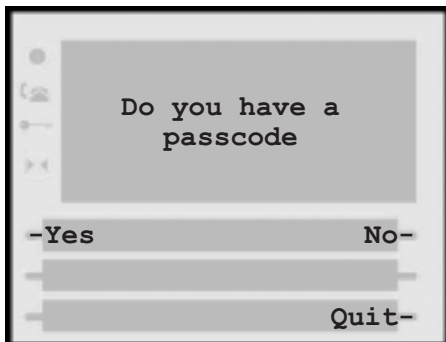 Do you have a
passcode
-Yes No-
Quit-